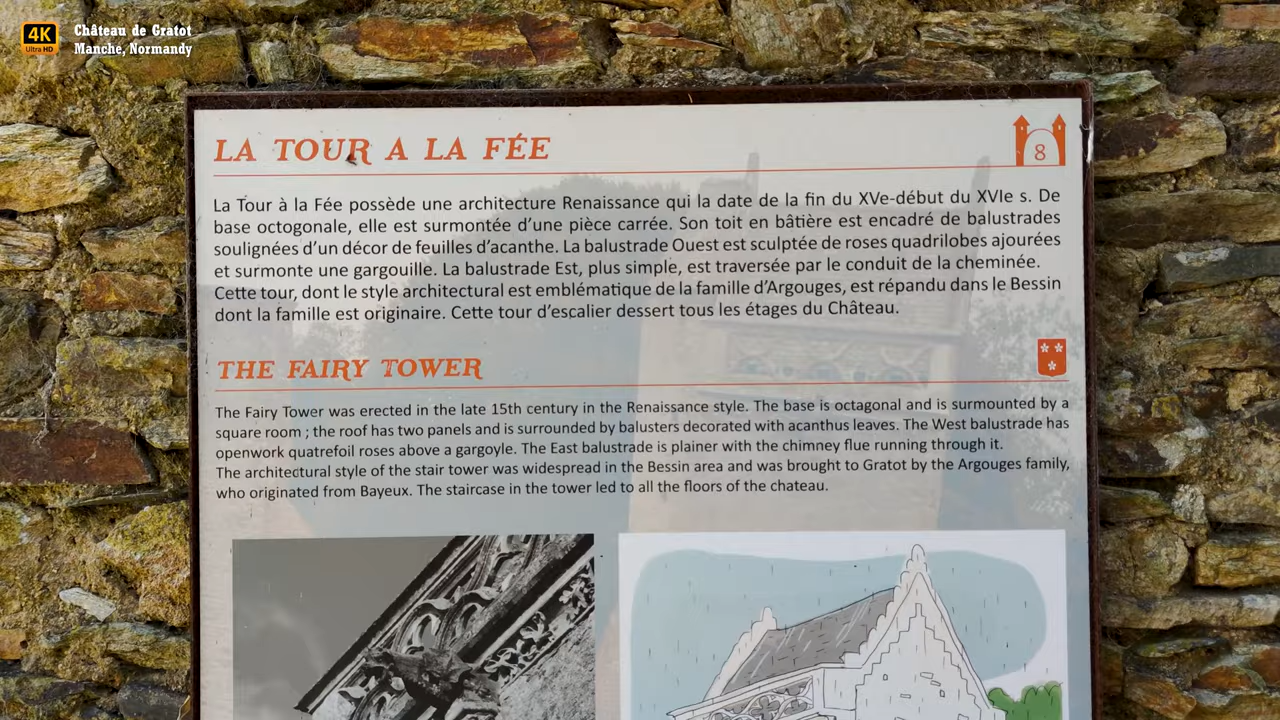 4K
Ultra HD
Château de Gratot
Manche, Normandy
LA TOUR A LA FÉE
8
La Tour à la Fée possède une architecture Renaissance qui la date de la fin du XVe-début du XVIe s. De
base octogonale, elle est surmontée d'une pièce carrée. Son toit en bâtière est encadré de balustrades
soulignées d'un décor de feuilles d'acanthe. La balustrade Ouest est sculptée de roses quadrilobes ajourées
et surmonte une gargouille. La balustrade Est, plus simple, est traversée par le conduit de la cheminée.
Cette tour, dont le style architectural est emblématique de la famille d'Argouges, est répandu dans le Bessin
dont la famille est originaire. Cette tour d'escalier dessert tous les étages du Château.
THE FAIRY TOWER
The Fairy Tower was erected in the late 15th century in the Renaissance style. The base is octagonal and is surmounted by a
square room ; the roof has two panels and is surrounded by balusters decorated with acanthus leaves. The West balustrade has
openwork quatrefoil roses above a gargoyle. The East balustrade is plainer with the chimney flue running through it.
The architectural style of the stair tower was widespread in the Bessin area and was brought to Gratot by the Argouges family,
who originated from Bayeux. The staircase in the tower led to all the floors of the chateau.